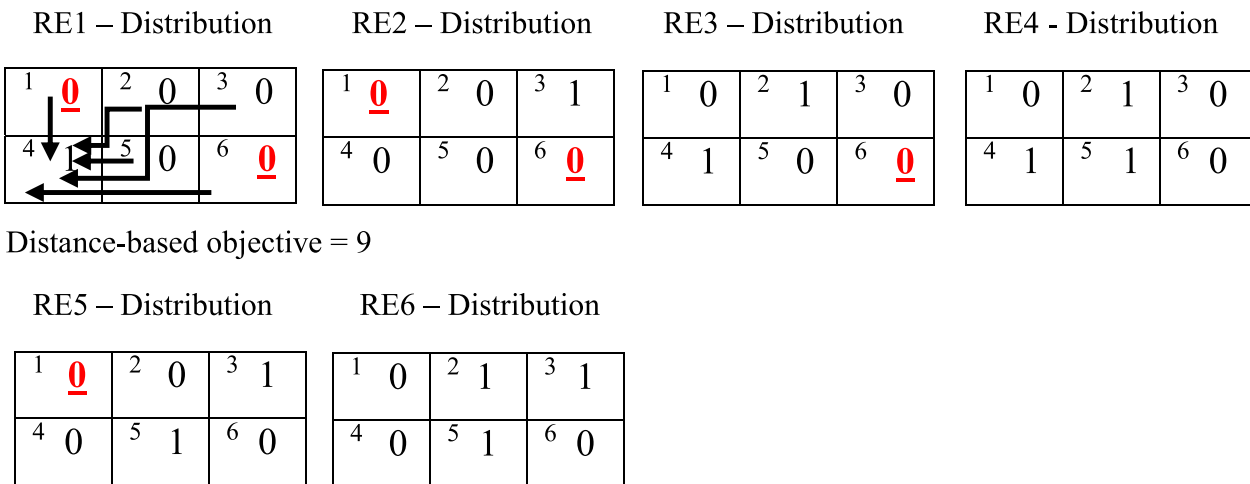 RE1 – Distribution RE2 – Distribution RE3 – Distribution RE4 - Distribution
1 0 2 0 3 0 1 0 2 0 3 1 1 0 2 1 3 0 1 0 2 1 3 0
4 1 5 0 6 0 4 0 5 0 6 0 4 1 5 0 6 0 4 1 5 1 6 0
Distance-based objective = 9
RE5 – Distribution RE6 – Distribution
1 0 2 0 3 1 1 0 2 1 3 1
4 0 5 1 6 0 4 0 5 1 6 0